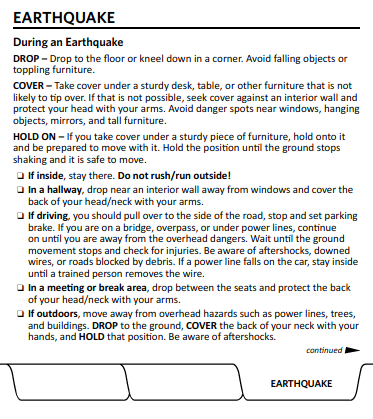 EARTHQUAKE
During an Earthquake
DROP – Drop to the floor or kneel down in a corner. Avoid falling objects or
toppling furniture.
COVER – Take cover under a sturdy desk, table, or other furniture that is not
likely to tip over. If that is not possible, seek cover against an interior wall and
protect your head with your arms. Avoid danger spots near windows, hanging
objects, mirrors, and tall furniture.
HOLD ON – If you take cover under a sturdy piece of furniture, hold onto it
and be prepared to move with it. Hold position until the ground stops
shaking and it is safe to move.
❑ If inside, stay there. Do not rush/run outside!
❑ In a hallway, drop near an interior wall away from windows and cover the
back of your head/neck with your arms.
❑ If driving, you should pull over to the side of the road, stop and set parking
brake. If you are on a bridge, overpass, or under power lines, continue
on until you are away from the overhead dangers. Wait until the ground
movement stops and check for injuries. Be aware of aftershocks, downed
wires, or roads blocked by debris. If a power line falls on the car, stay inside
until a trained person removes the wire.
❑ In a meeting or break area, drop between the seats and protect the back
of your head/neck with your arms.
❑ If outdoors, move away from overhead hazards such as power lines, trees,
and buildings. DROP to the ground, COVER the back of your neck with your
hands, and HOLD that position. Be aware of aftershocks.
continued
EARTHQUAKE